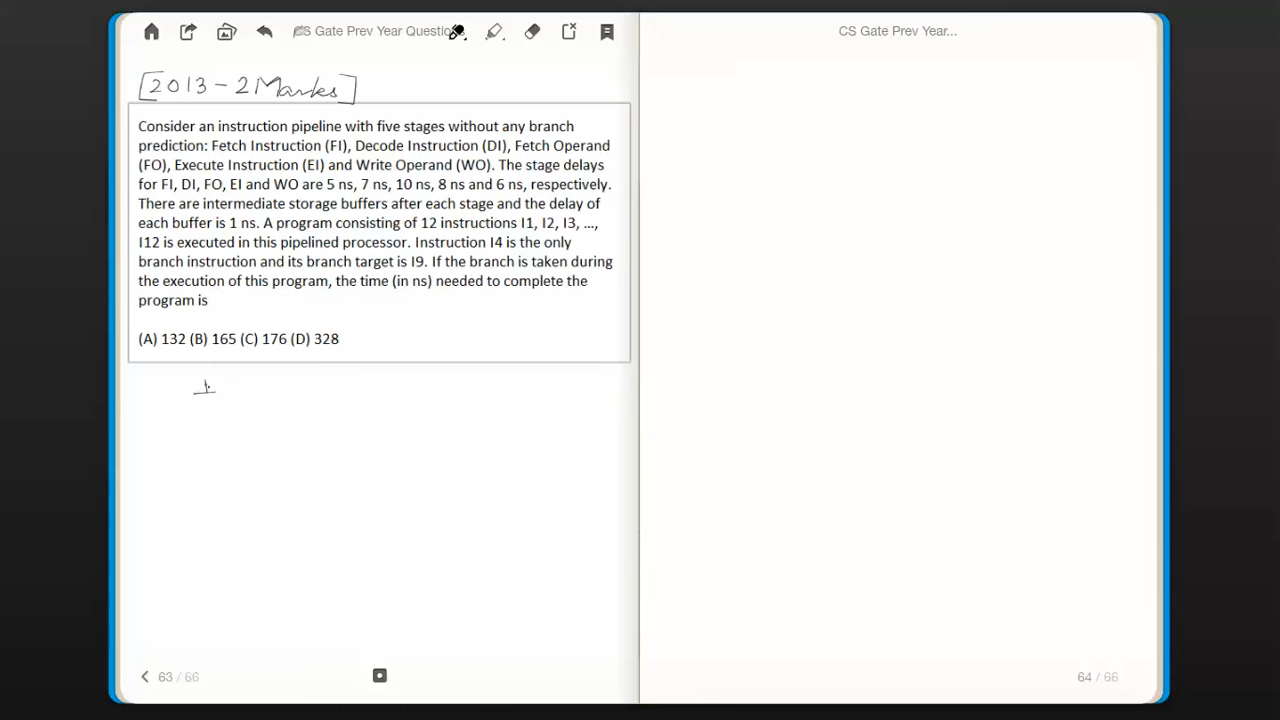 CS Gate Prev Year Questio
CS Gate Prev Year...
[2013-2Marks]
Consider an instruction pipeline with five stages without any branch
prediction: Fetch Instruction (FI), Decode Instruction (DI), Fetch Operand
(FO), Execute Instruction (EI) and Write Operand (WO). The stage delays
for FI, DI, FO, EI and WO are 5 ns, 7 ns, 10 ns, 8 ns and 6 ns, respectively.
There are intermediate storage buffers after each stage and the delay of
each buffer is 1 ns. A program consisting of 12 instructions I1, I2, I3, ...,
I12 is executed in this pipelined processor. Instruction I4 is the only
branch instruction and its branch target is I9. If the branch is taken during
the execution of this program, the time (in ns) needed to complete the
program is
(A) 132 (B) 165 (C) 176 (D) 328
63 / 66
64 / 66